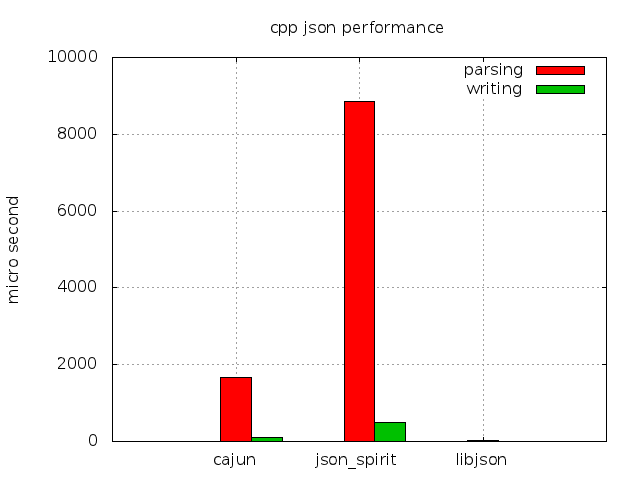 cpp json performance
10000
parsing
writing
8000
6000
micro second
4000
2000
0
cajun json_spirit libjson